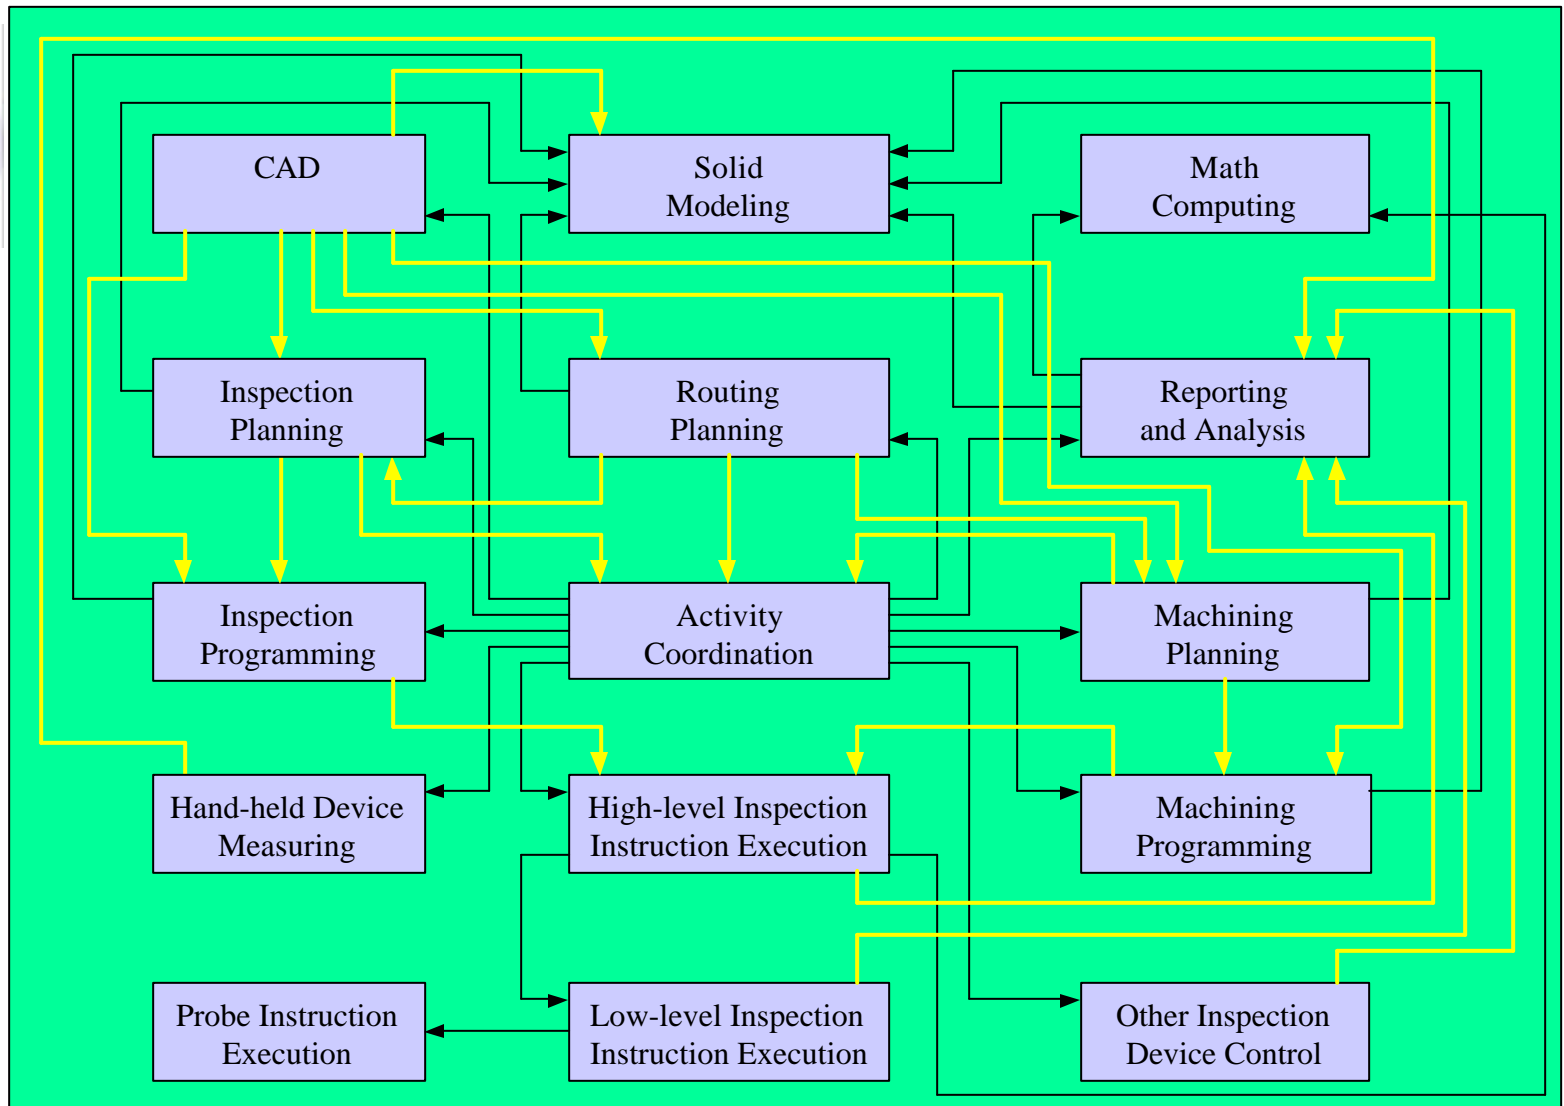 CAD
Solid
Modeling
Math
Computing
Inspection
Planning
Routing
Planning
Reporting
and Analysis
Inspection
Programming
Activity
Coordination
Machining
Planning
Hand-held Device
Measuring
High-level Inspection
Instruction Execution
Machining
Programming
Probe Instruction
Execution
Low-level Inspection
Instruction Execution
Other Inspection
Device Control